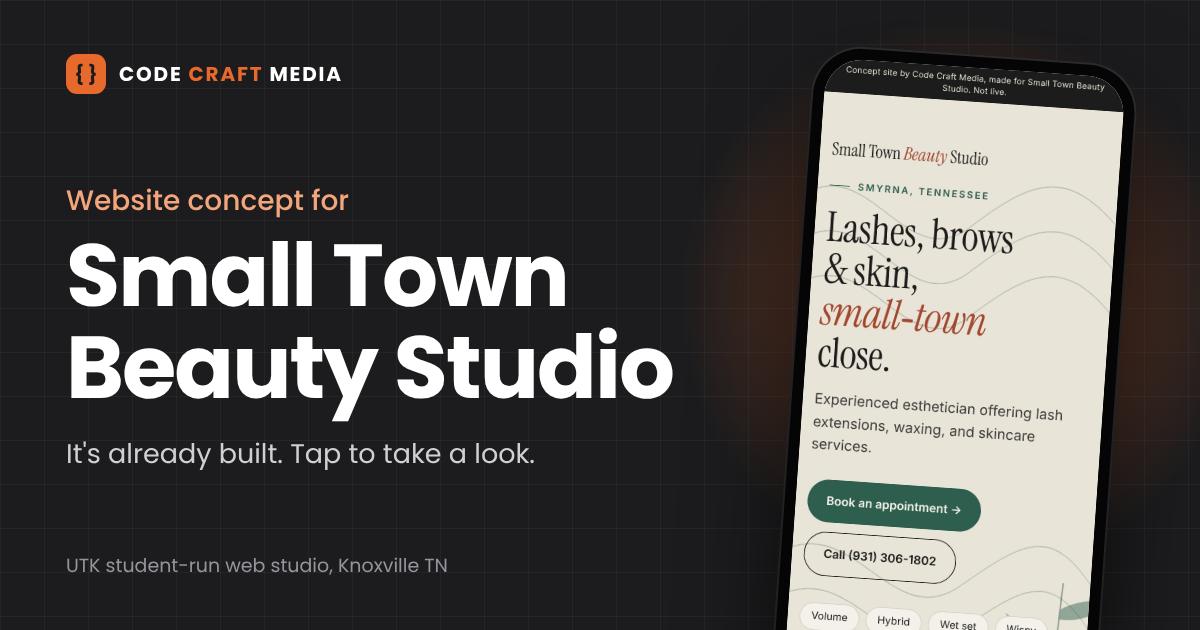 { } CODE CRAFT MEDIA
Website concept for
Small Town
Beauty Studio
It's already built. Tap to take a look.
UTK student-run web studio, Knoxville TN
Concept site by Code Craft Media, made for Small Town Beauty
Studio. Not live.
Small Town Beauty Studio
SMYRNA, TENNESSEE
Lashes, brows
& skin,
small-town
close.
Experienced esthetician offering lash
extensions, waxing, and skincare
services.
Book an appointment →
Call (931) 306-1802
Volume Hybrid Wet set